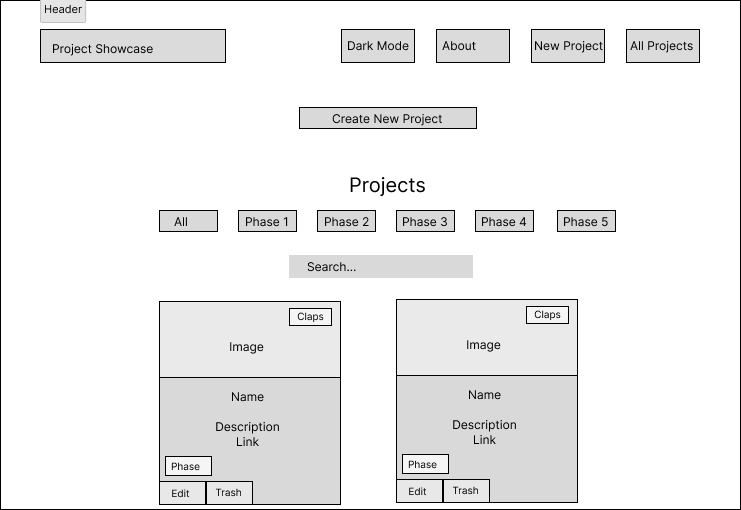 Header
Project Showcase
Dark Mode
About
New Project
All Projects
Create New Project
Projects
All
Phase 1
Phase 2
Phase 3
Phase 4
Phase 5
Search...
Claps
Image
Name
Description
Link
Phase
Edit
Trash
Claps
Image
Name
Description
Link
Phase
Edit
Trash